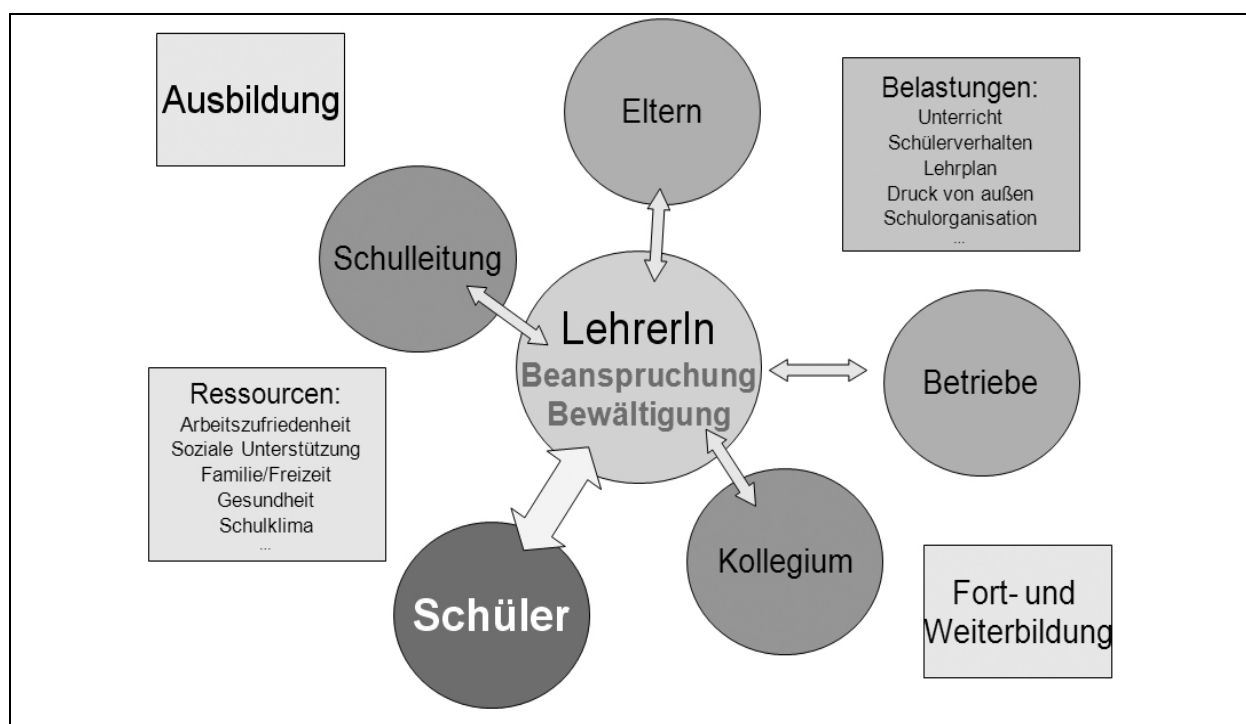 Ausbildung
Eltern
Belastungen:
Unterricht
Schülerverhalten
Lehrplan
Druck von außen
Schulorganisation
...
Schulleitung
LehrerIn
Beanspruchung
Bewältigung
Betriebe
Ressourcen:
Arbeitszufriedenheit
Soziale Unterstützung
Familie/Freizeit
Gesundheit
Schulklima
...
Schüler
Kollegium
Fort- und
Weiterbildung